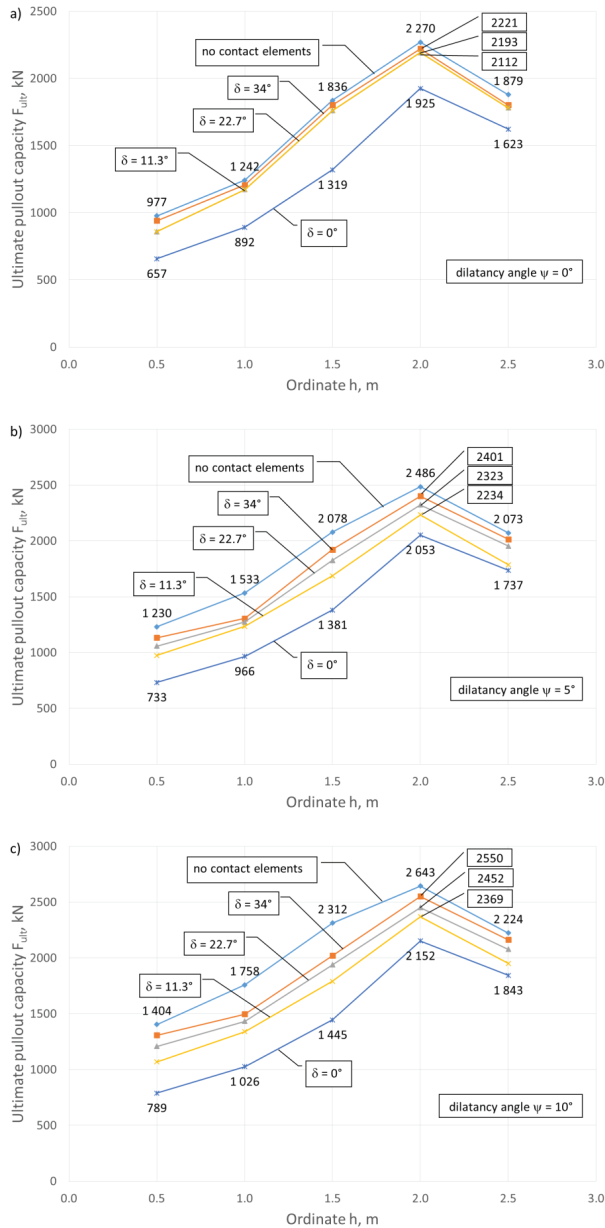 a)
Ultimate pullout capacity Fult, kN
2500
2000
1500
1000
500
0
0.0 0.5 1.0 1.5 2.0 2.5 3.0
Ordinate h, m
no contact elements
δ = 34°
δ = 22.7°
δ = 11.3°
δ = 0°
977
1 242
1 836
2 270
1 879
2221
2193
2112
657
892
1 319
1 925
1 623
dilatancy angle ψ = 0°
b)
Ultimate pullout capacity Fult, kN
3000
2500
2000
1500
1000
500
0
0.0 0.5 1.0 1.5 2.0 2.5 3.0
Ordinate h, m
no contact elements
δ = 34°
δ = 22.7°
δ = 11.3°
δ = 0°
1 230
1 533
2 078
2 486
2 073
2401
2323
2234
733
966
1 381
2 053
1 737
dilatancy angle ψ = 5°
c)
Ultimate pullout capacity Fult, kN
3000
2500
2000
1500
1000
500
0
0.0 0.5 1.0 1.5 2.0 2.5 3.0
Ordinate h, m
no contact elements
δ = 34°
δ = 22.7°
δ = 11.3°
δ = 0°
1 404
1 758
2 312
2 643
2 224
2550
2452
2369
789
1 026
1 445
2 152
1 843
dilatancy angle ψ = 10°